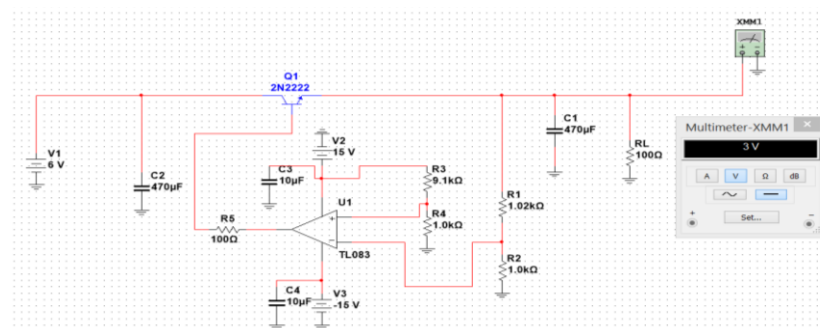 XMM1
Q1
2N2222
V1
6 V
C2
470µF
V2
15 V
C3
10µF
R3
9.1kΩ
U1
R4
1.0kΩ
TL083
R5
100Ω
C4
10µF
V3
-15 V
R1
1.02kΩ
R2
1.0kΩ
C1
470µF
RL
100Ω
Multimeter-XMM1
3 V
A V Ω dB
+ Set... -